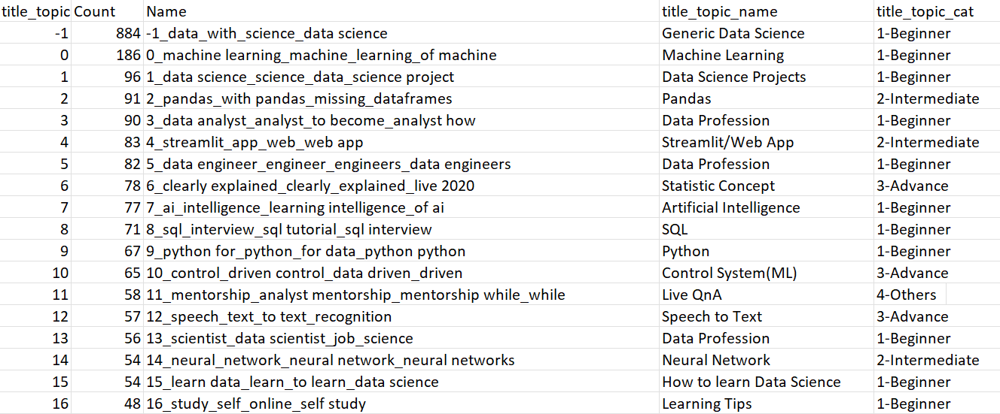 title_topic Count Name title_topic_name title_topic_cat
-1 884 -1_data_with_science_data science Generic Data Science 1-Beginner
0 186 0_machine learning_machine_learning_of machine Machine Learning 1-Beginner
1 96 1_data science_science_data_science project Data Science Projects 1-Beginner
2 91 2_pandas_with pandas_missing_dataframes Pandas 2-Intermediate
3 90 3_data analyst_analyst_to become_analyst how Data Profession 1-Beginner
4 83 4_streamlit_app_web_web app Streamlit/Web App 2-Intermediate
5 82 5_data engineer_engineer_engineers_data engineers Data Profession 1-Beginner
6 78 6_clearly explained_clearly_explained_live 2020 Statistic Concept 3-Advance
7 77 7_ai_intelligence_learning intelligence_of ai Artificial Intelligence 1-Beginner
8 71 8_sql_interview_sql tutorial_sql interview SQL 1-Beginner
9 67 9_python for_python_for data_python python Python 1-Beginner
10 65 10_control_driven control_data driven_driven Control System(ML) 3-Advance
11 58 11_mentorship_analyst mentorship_mentorship while_while Live QnA 4-Others
12 57 12_speech_text_to text_recognition Speech to Text 3-Advance
13 56 13_scientist_data scientist_job_science Data Profession 1-Beginner
14 54 14_neural_network_neural network_neural networks Neural Network 2-Intermediate
15 54 15_learn data_learn_to learn_data science How to learn Data Science 1-Beginner
16 48 16_study_self_online_self study Learning Tips 1-Beginner